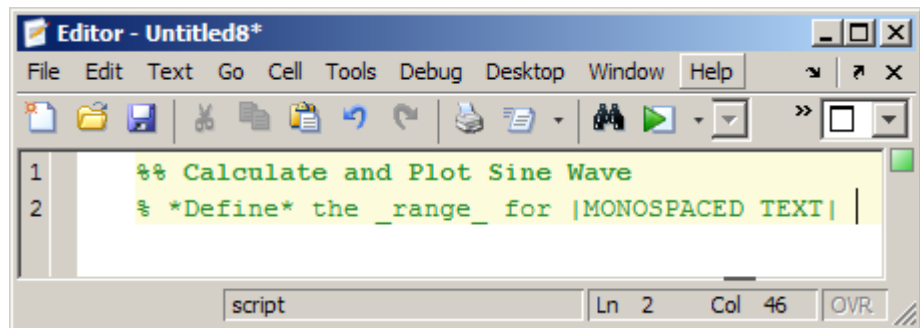 Editor - Untitled8*
File Edit Text Go Cell Tools Debug Desktop Window Help
1 %% Calculate and Plot Sine Wave
2 % *Define* the _range_ for |MONOSPACED TEXT|
script Ln 2 Col 46 OVR